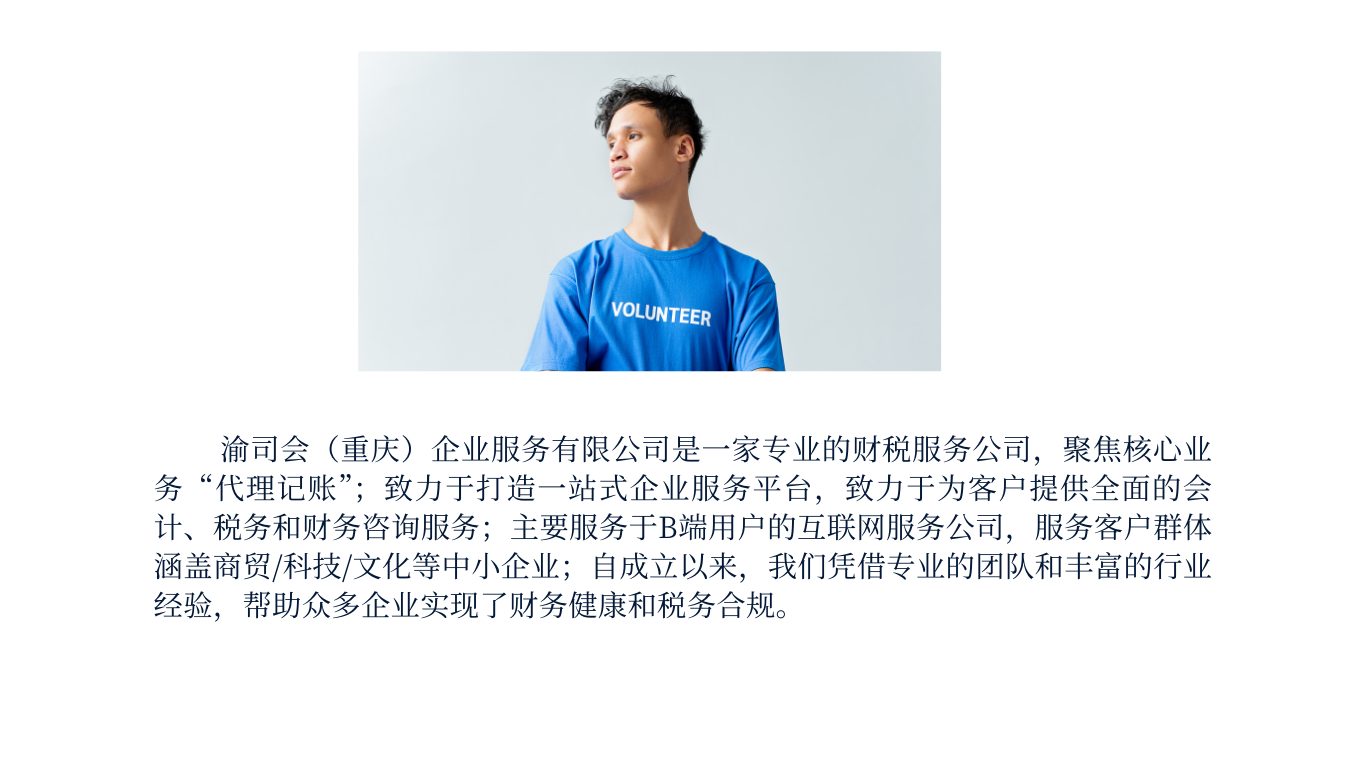 VOLUNTEER
渝司会（重庆）企业服务有限公司是一家专业的财税服务公司，聚焦核心业
务“代理记账”；致力于打造一站式企业服务平台，致力于为客户提供全面的会
计、税务和财务咨询服务；主要服务于B端用户的互联网服务公司，服务客户群体
涵盖商贸/科技/文化等中小企业；自成立以来，我们凭借专业的团队和丰富的行业
经验，帮助众多企业实现了财务健康和税务合规。